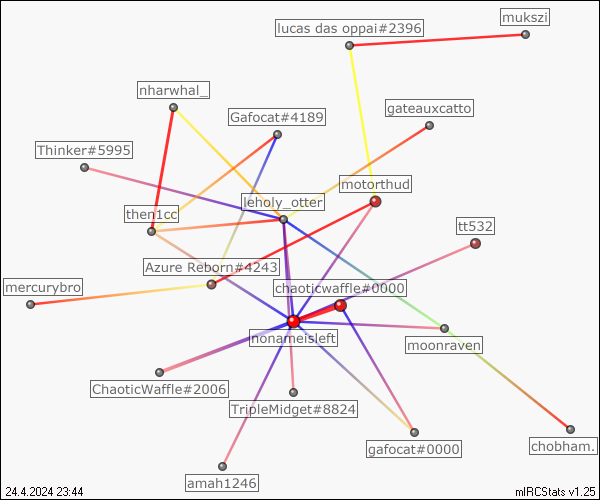 mukszi
lucas das oppai#2396
nharwhal_
gateauxcatto
Gafocat#4189
Thinker#5995
motorthud
leholy_otter
then1cc
tt532
Azure Reborn#4243
mercurybro
chaoticwaffle#0000
nonameisleft
moonraven
ChaoticWaffle#2006
TripleMidget#8824
gafocat#0000
chobham.
amah1246
24.4.2024 23:44
mIRCStats v1.25